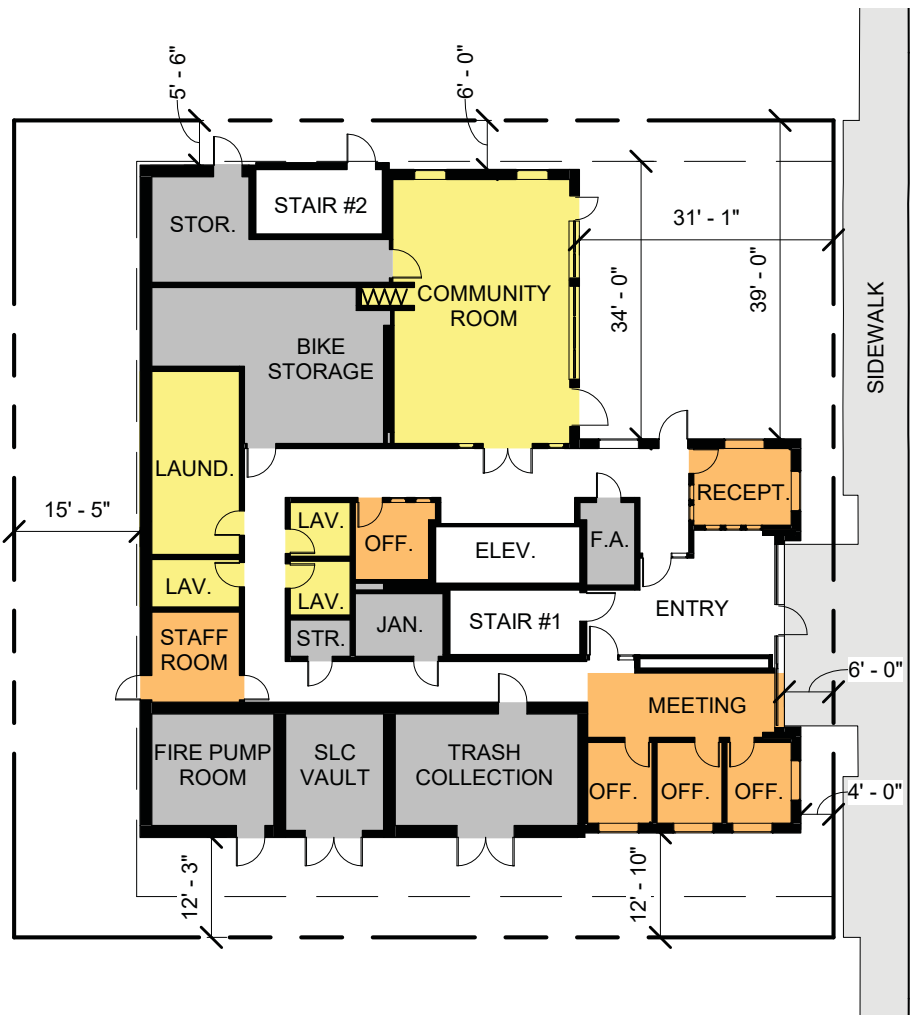 5' - 6"
6' - 0"
STAIR #2
STOR.
31' - 1"
COMMUNITY
ROOM
34' - 0"
39' - 0"
SIDEWALK
BIKE
STORAGE
LAUND.
RECEPT.
15' - 5"
LAV.
OFF.
ELEV.
F.A.
LAV.
LAV.
ENTRY
STAFF
ROOM
STR.
JAN.
STAIR #1
6' - 0"
MEETING
FIRE PUMP
ROOM
SLC
VAULT
TRASH
COLLECTION
OFF.
OFF.
OFF.
4' - 0"
12' - 3"
12' - 10"